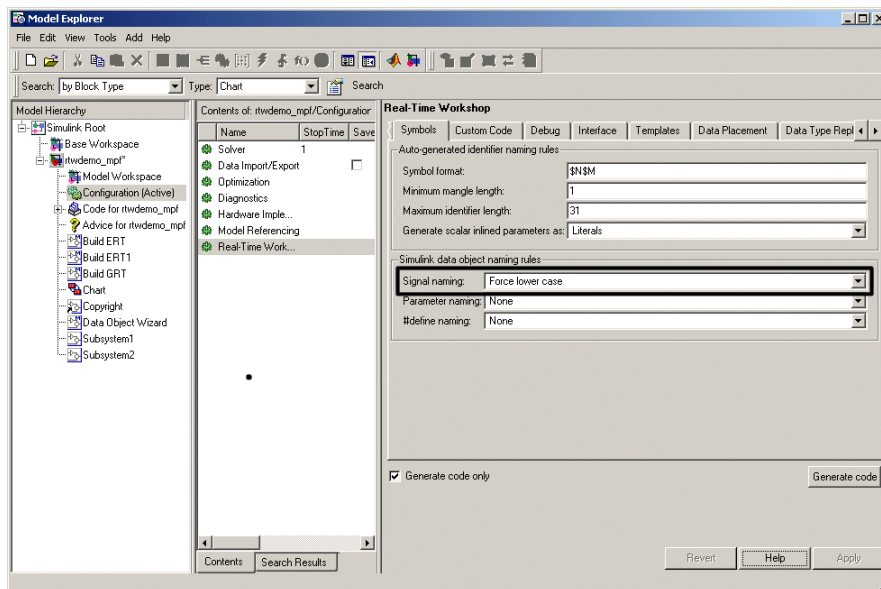 Model Explorer
File Edit View Tools Add Help
Search: by Block Type Type: Chart Search
Model Hierarchy
Simulink Root
Base Workspace
rtwdemo_mpf*
Model Workspace
Configuration (Active)
Code for rtwdemo_mpf
Advice for rtwdemo_mpf
Build ERT
Build ERT1
Build GRT
Chart
Copyright
Data Object Wizard
Subsystem1
Subsystem2
Contents of: rtwdemo_mpf/Configuration
Name StopTime Save
Solver 1
Data Import/Export
Optimization
Diagnostics
Hardware Imple...
Model Referencing
Real-Time Work...
Contents Search Results
Real-Time Workshop
Symbols Custom Code Debug Interface Templates Data Placement Data Type Repl
Auto-generated identifier naming rules
Symbol format: $N$M
Minimum mangle length: 1
Maximum identifier length: 31
Generate scalar inlined parameters as: Literals
Simulink data object naming rules
Signal naming: Force lower case
Parameter naming: None
#define naming: None
Generate code only
Generate code
Revert Help Apply